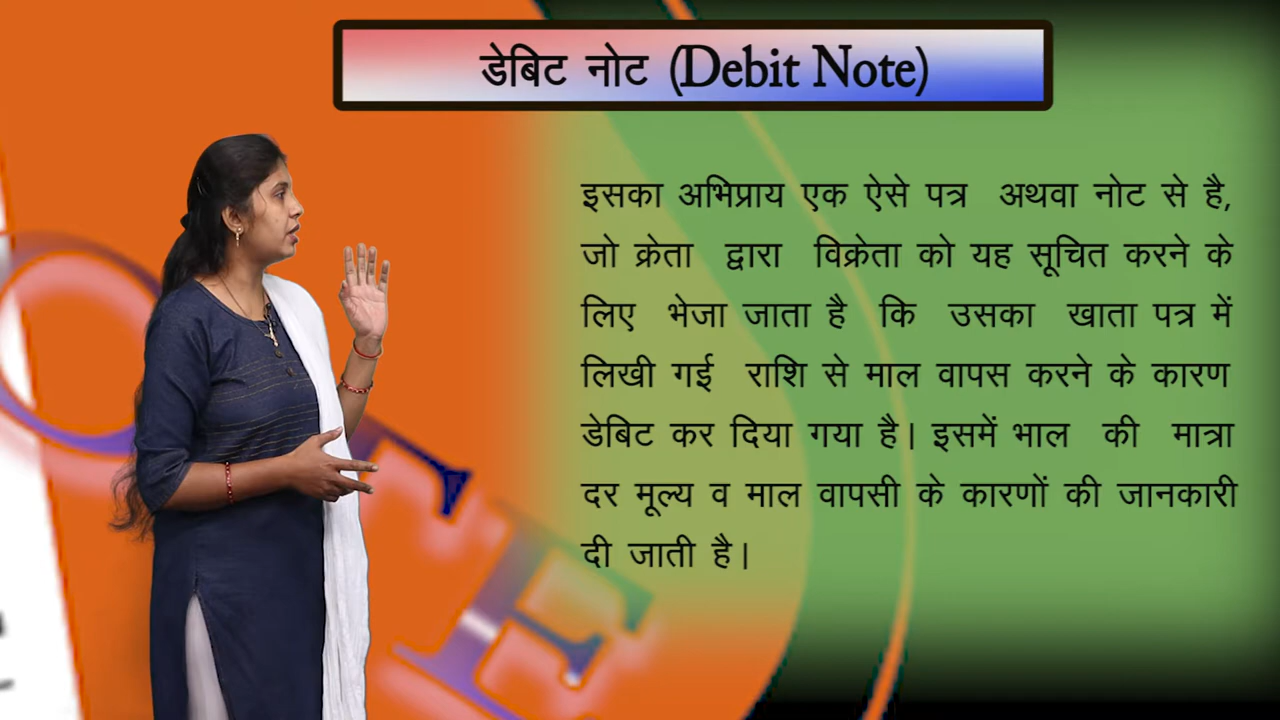 डेबिट नोट (Debit Note)
इसका अभिप्राय एक ऐसे पत्र अथवा नोट से है,
जो क्रेता द्वारा विक्रेता को यह सूचित करने के
लिए भेजा जाता है कि उसका खाता पत्र में
लिखी गई राशि से माल वापस करने के कारण
डेबिट कर दिया गया है। इसमें भाल की मात्रा
दर मूल्य व माल वापसी के कारणों की जानकारी
दी जाती है।